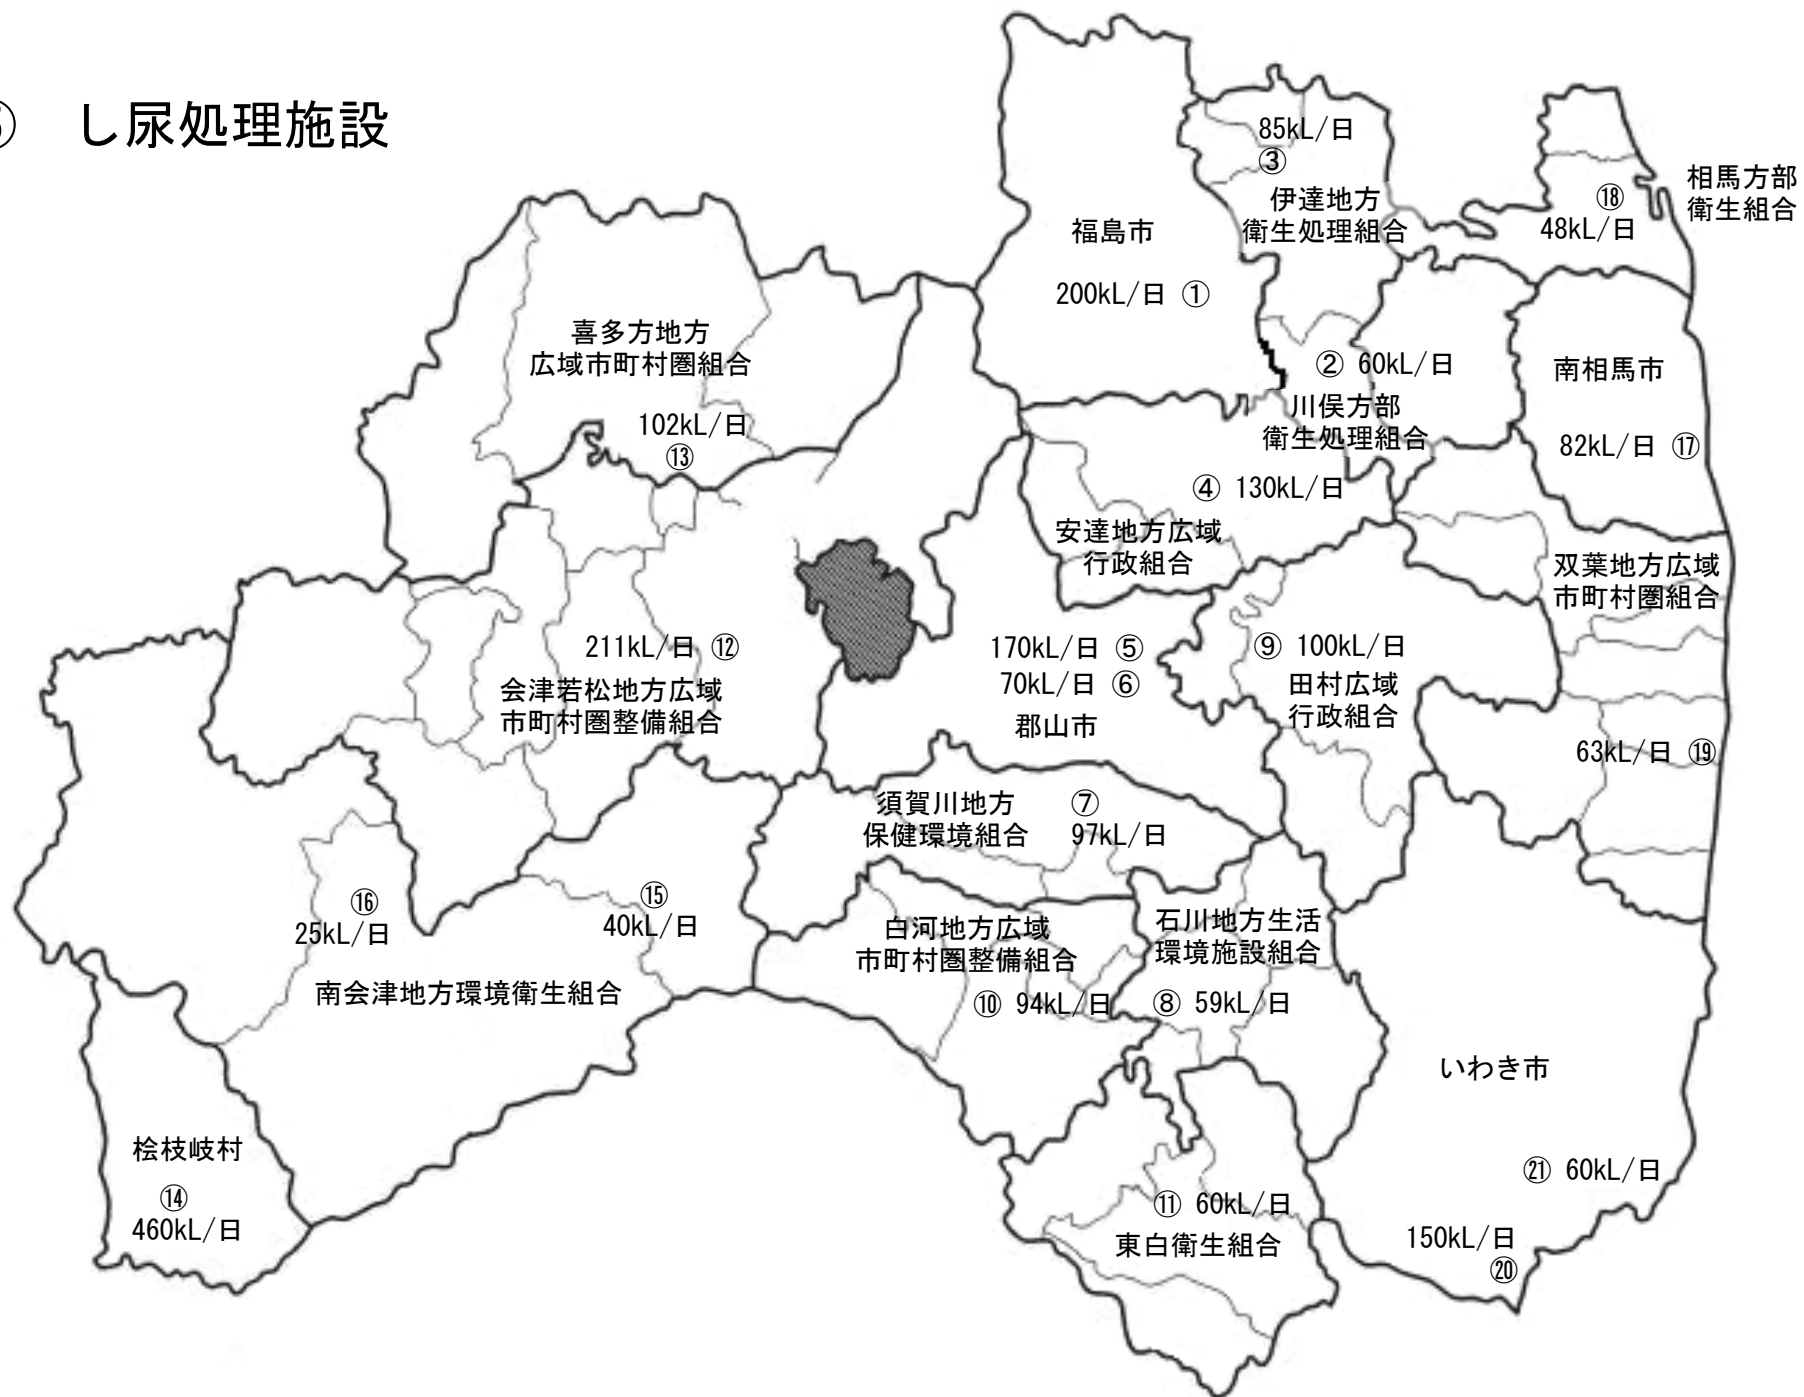 し尿処理施設
85kL/日
③
伊達地方
衛生処理組合
相馬方部
衛生組合
⑱
48kL/日
福島市
200kL/日 ①
喜多方地方
広域市町村圏組合
102kL/日
⑬
② 60kL/日
川俣方部
衛生処理組合
南相馬市
82kL/日 ⑰
④ 130kL/日
安達地方広域
行政組合
双葉地方広域
市町村圏組合
63kL/日 ⑲
211kL/日 ⑫
会津若松地方広域
市町村圏整備組合
170kL/日 ⑤
70kL/日 ⑥
郡山市
⑨ 100kL/日
田村広域
行政組合
須賀川地方
保健環境組合
⑦
97kL/日
⑯
25kL/日
⑮
40kL/日
南会津地方環境衛生組合
白河地方広域
市町村圏整備組合
⑩ 94kL/日
石川地方生活
環境施設組合
⑧ 59kL/日
いわき市
㉑ 60kL/日
150kL/日
⑳
桧枝岐村
⑭
460kL/日
⑪ 60kL/日
東白衛生組合